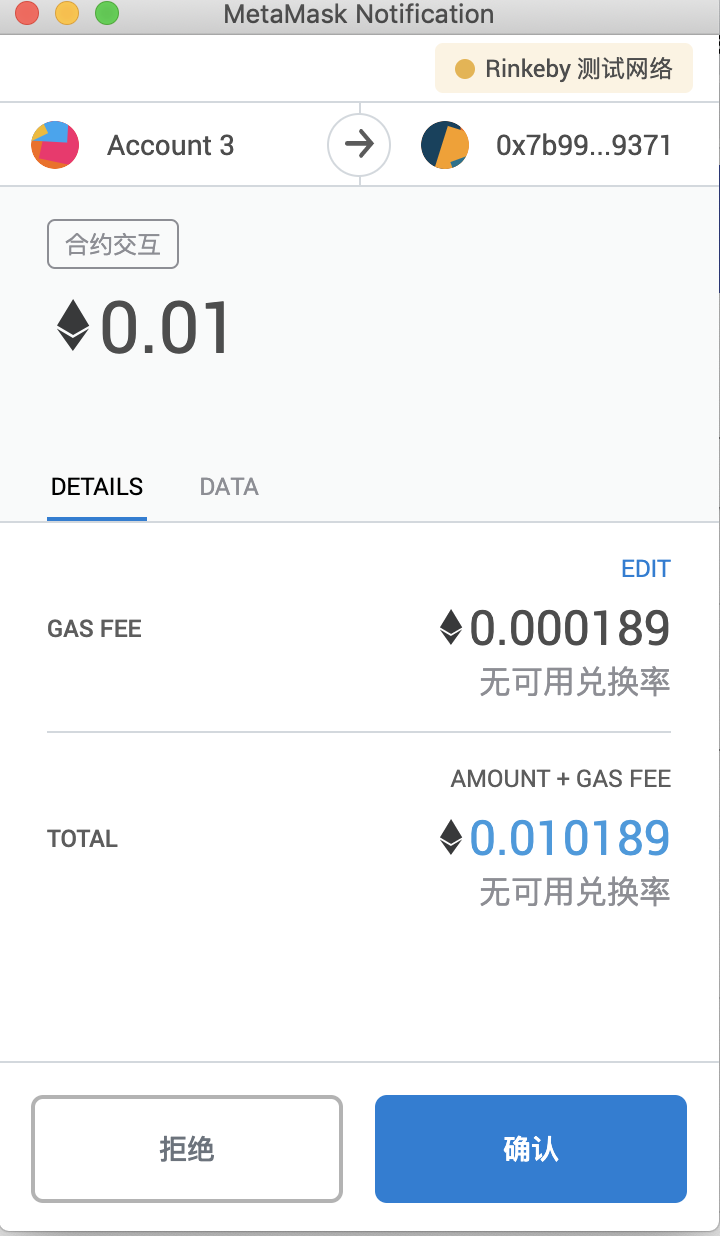 MetaMask Notification
Rinkeby 测试网络
Account 3
0x7b99...9371
合约交互
0.01
DETAILS DATA
EDIT
GAS FEE
0.000189
无可用兑换率
AMOUNT + GAS FEE
TOTAL
0.010189
无可用兑换率
拒绝
确认